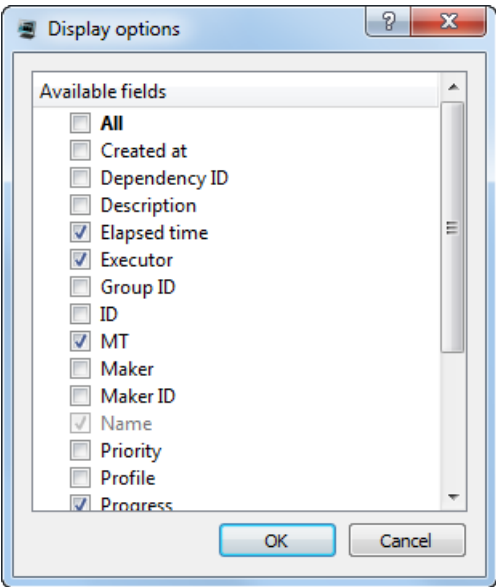 Display options
Available fields
All
Created at
Dependency ID
Description
Elapsed time
Executor
Group ID
ID
MT
Maker
Maker ID
Name
Priority
Profile
Progress
OK Cancel